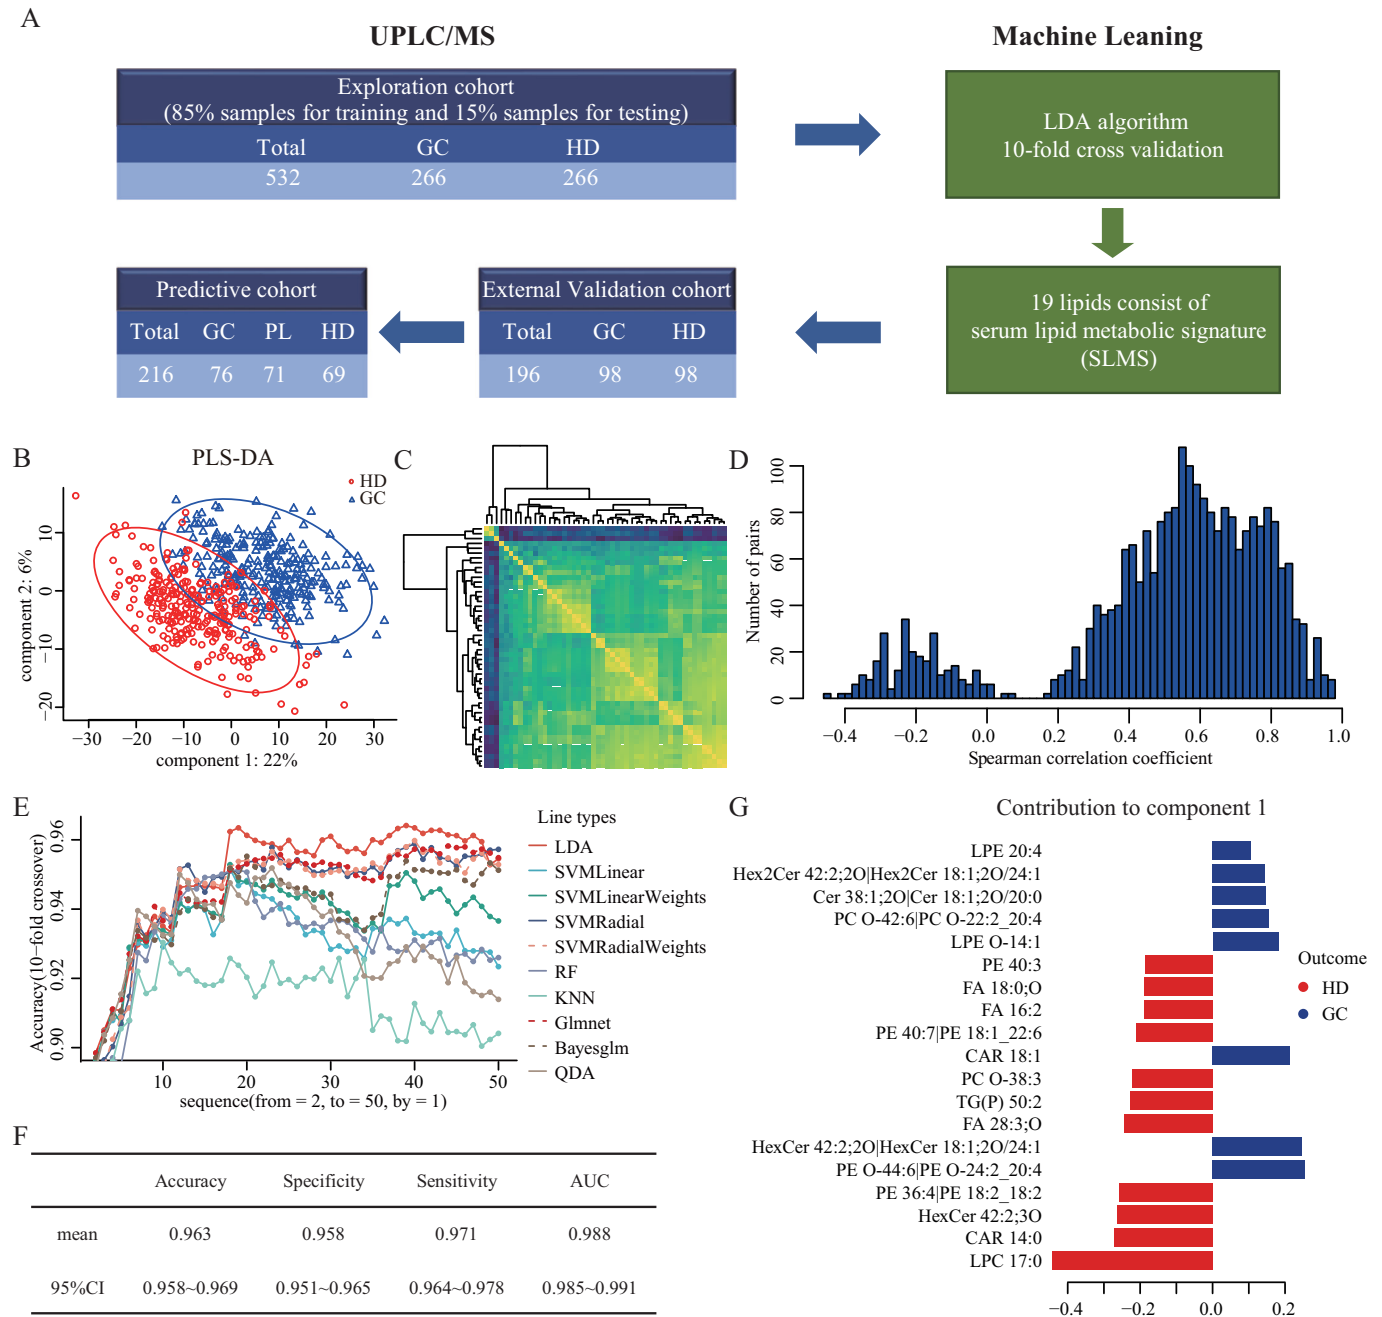 A
UPLC/MS
Machine Leaning
Exploration cohort
(85% samples for training and 15% samples for testing)
Total GC HD
532 266 266
LDA algorithm
10-fold cross validation
Predictive cohort
Total GC PL HD
216 76 71 69
External Validation cohort
Total GC HD
196 98 98
19 lipids consist of
serum lipid metabolic signature
(SLMS)
B
PLS-DA
HD
GC
component 2: 6%
10
0
−10
−20
−30 −20 −10 0 10 20 30
component 1: 22%
C
D
Number of pairs
0 20 40 60 80 100
−0.4 −0.2 0.0 0.2 0.4 0.6 0.8 1.0
Spearman correlation coefficient
E
Accuracy(10−fold crossover)
0.90 0.92 0.94 0.96
10 20 30 40 50
sequence(from = 2, to = 50, by = 1)
Line types
LDA
SVMLinear
SVMLinearWeights
SVMRadial
SVMRadialWeights
RF
KNN
Glmnet
Bayesglm
QDA
F
Accuracy Specificity Sensitivity AUC
mean 0.963 0.958 0.971 0.988
95%CI 0.958~0.969 0.951~0.965 0.964~0.978 0.985~0.991
G
Contribution to component 1
LPE 20:4
Hex2Cer 42:2;2O|Hex2Cer 18:1;2O/24:1
Cer 38:1;2O|Cer 18:1;2O/20:0
PC O-42:6|PC O-22:2_20:4
LPE O-14:1
PE 40:3
FA 18:0;O
FA 16:2
PE 40:7|PE 18:1_22:6
CAR 18:1
PC O-38:3
TG(P) 50:2
FA 28:3;O
HexCer 42:2;2O|HexCer 18:1;2O/24:1
PE O-44:6|PE O-24:2_20:4
PE 36:4|PE 18:2_18:2
HexCer 42:2;3O
CAR 14:0
LPC 17:0
−0.4 −0.2 0.0 0.2
Outcome
HD
GC